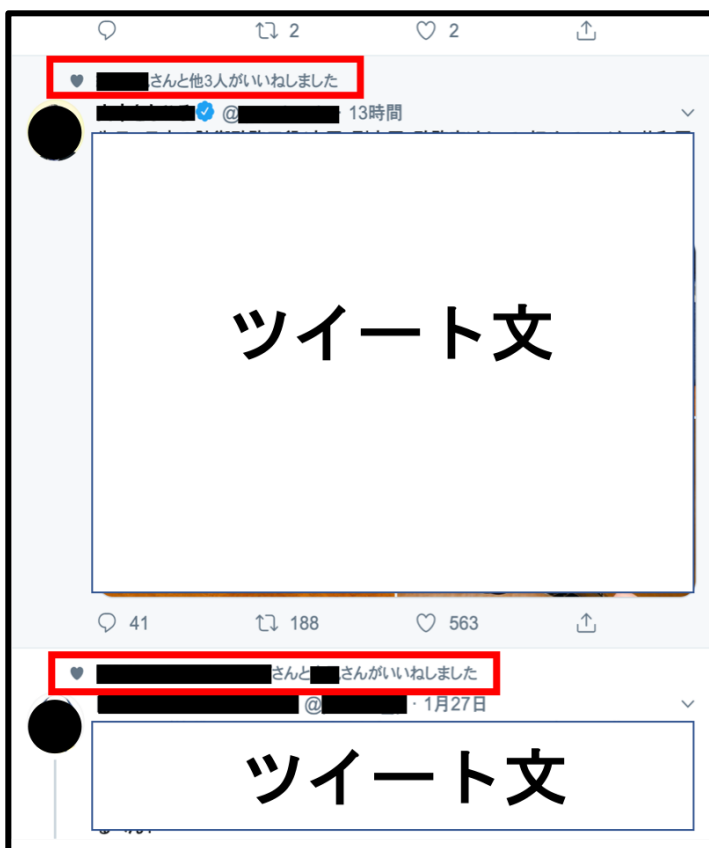 2 2
さんと他3人がいいねしました
@ · 13時間
ツイート文
41 188 563
さんと さんがいいねしました
@ · 1月27日
ツイート文